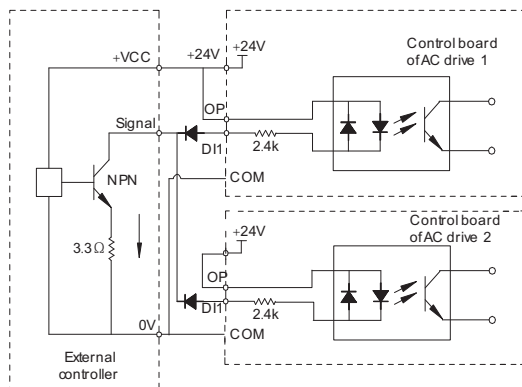 +VCC
+24V
+24V
Control board
of AC drive 1
OP
Signal
DI1
2.4k
NPN
COM
3.3Ω
+24V
Control board
of AC drive 2
OP
DI1
2.4k
0V
COM
External
controller